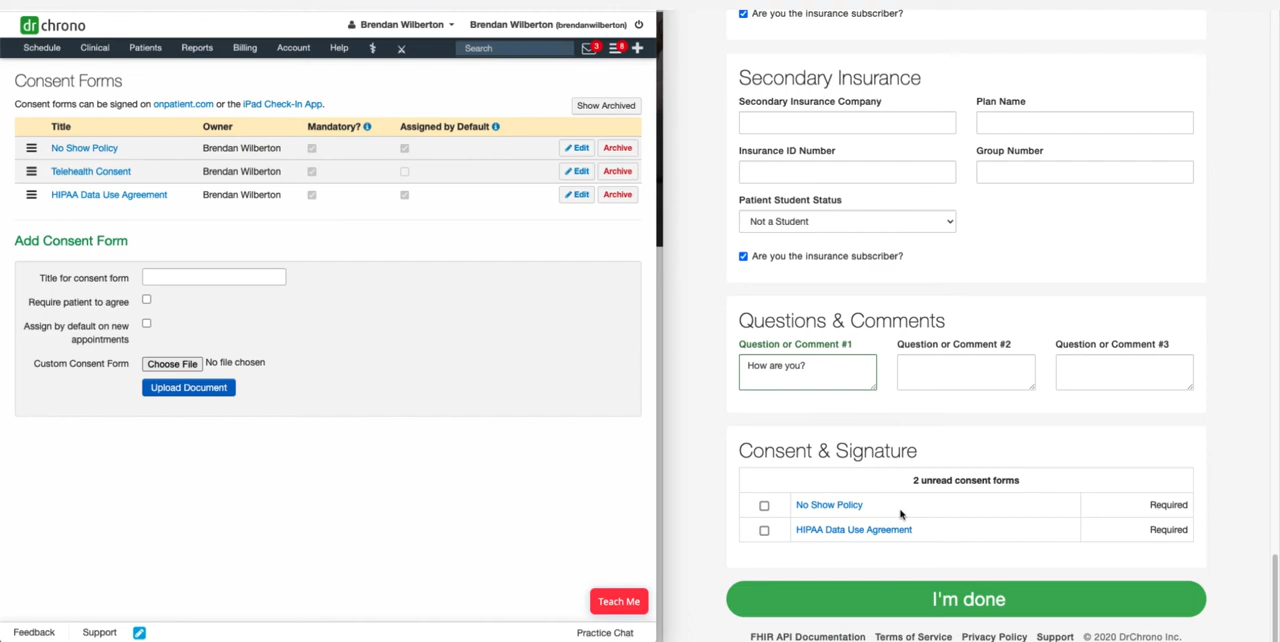 drchrono
Brendan Wilberton
Brendan Wilberton (brendanwilberton)
Schedule Clinical Patients Reports Billing Account Help Search 3 8
Consent Forms
Consent forms can be signed on onpatient.com or the iPad Check-In App.
Show Archived
Title Owner Mandatory? Assigned by Default
No Show Policy Brendan Wilberton Edit Archive
Telehealth Consent Brendan Wilberton Edit Archive
HIPAA Data Use Agreement Brendan Wilberton Edit Archive
Add Consent Form
Title for consent form
Require patient to agree
Assign by default on new
appointments
Custom Consent Form Choose File No file chosen
Upload Document
Teach Me
Feedback Support Practice Chat
Are you the insurance subscriber?
Secondary Insurance
Secondary Insurance Company Plan Name
Insurance ID Number Group Number
Patient Student Status
Not a Student
Are you the insurance subscriber?
Questions & Comments
Question or Comment #1 Question or Comment #2 Question or Comment #3
How are you?
Consent & Signature
2 unread consent forms
No Show Policy Required
HIPAA Data Use Agreement Required
I'm done
FHIR API Documentation Terms of Service Privacy Policy Support © 2020 DrChrono Inc.